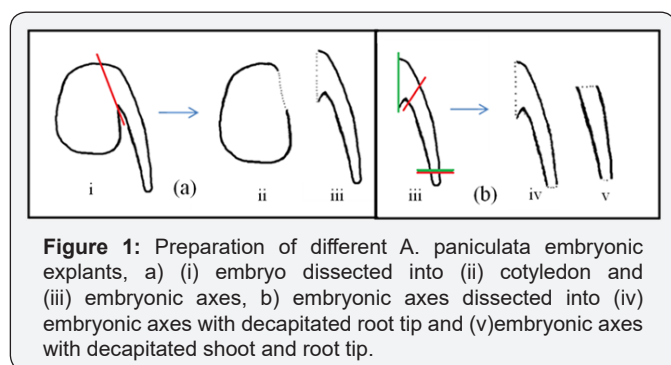 i (a) ii iii iii (b) iv v
Figure 1: Preparation of different A. paniculata embryonic
explants, a) (i) embryo dissected into (ii) cotyledon and
(iii) embryonic axes, b) embryonic axes dissected into (iv)
embryonic axes with decapitated root tip and (v)embryonic axes
with decapitated shoot and root tip.